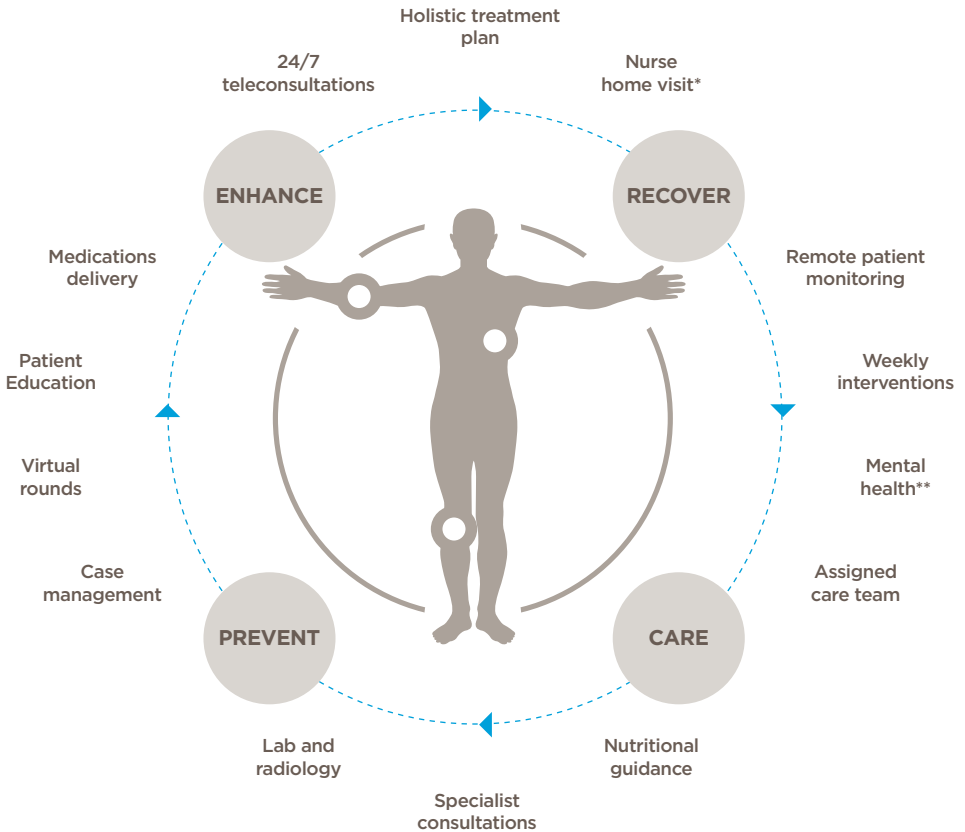 Holistic treatment
plan
24/7
teleconsultations
Nurse
home visit*
ENHANCE
RECOVER
Medications
delivery
Remote patient
monitoring
Patient
Education
Weekly
interventions
Virtual
rounds
Mental
health**
Case
management
Assigned
care team
PREVENT
CARE
Lab and
radiology
Nutritional
guidance
Specialist
consultations